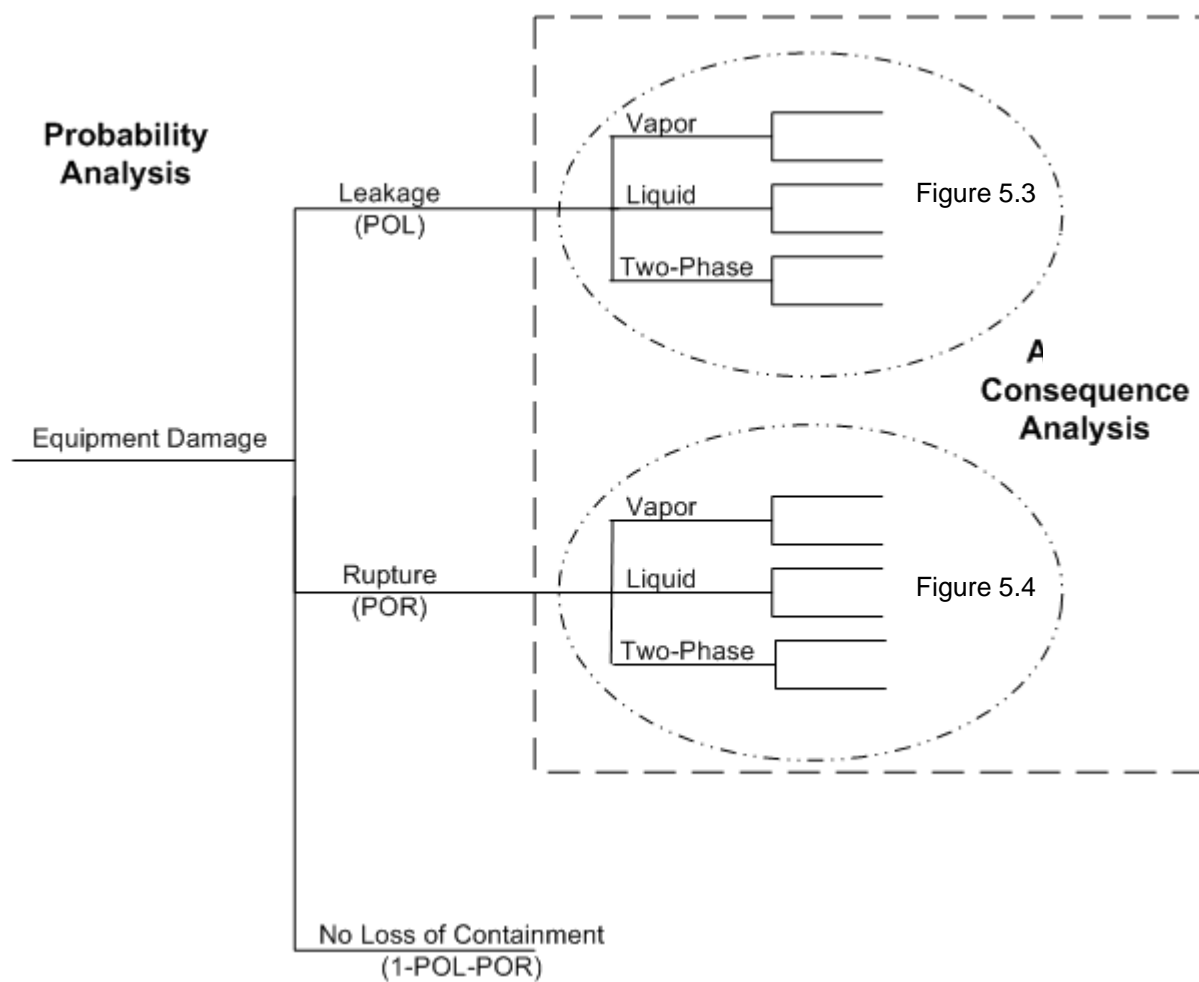 Probability
Analysis
Leakage
(POL)
Vapor
Liquid
Two-Phase
Figure 5.3
A
Consequence
Analysis
Equipment Damage
Rupture
(POR)
Vapor
Liquid
Two-Phase
Figure 5.4
No Loss of Containment
(1-POL-POR)